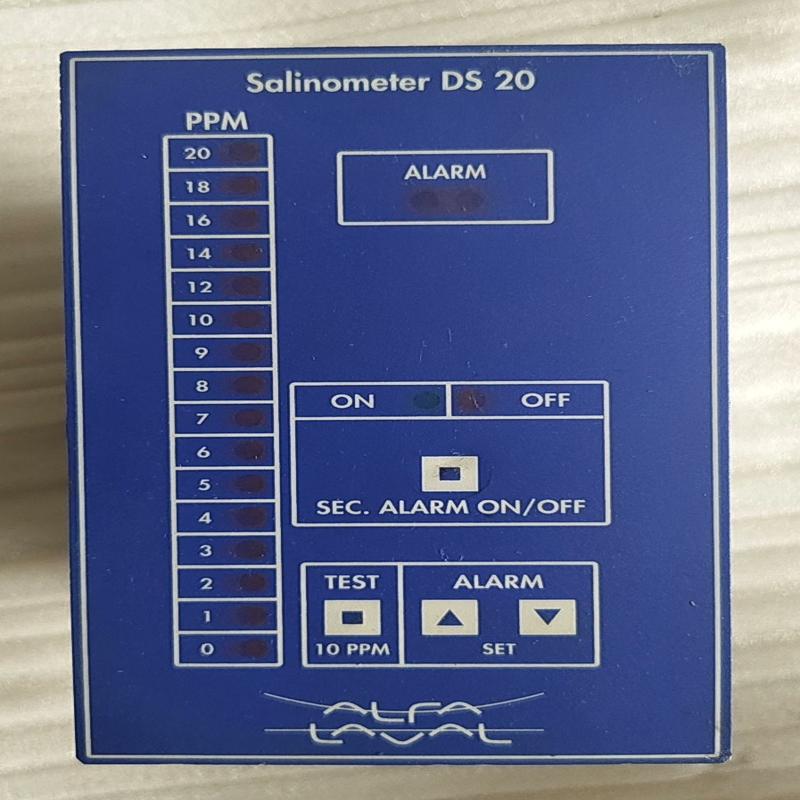 Salinometer DS 20
PPM
20
18
16
14
12
10
9
8
7
6
5
4
3
2
1
0
ALARM
ON OFF
SEC. ALARM ON/OFF
TEST
10 PPM
ALARM
SET
ALFA
LAVAL